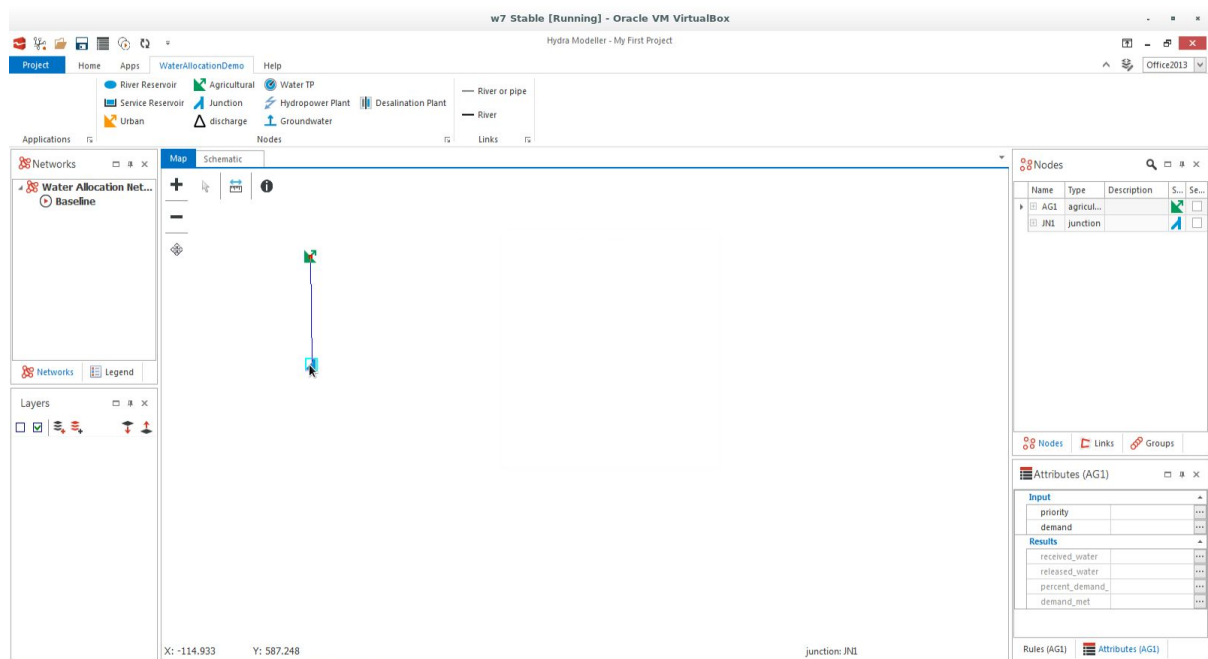 w7 Stable [Running] - Oracle VM VirtualBox
Hydra Modeller - My First Project
Project Home Apps WaterAllocationDemo Help Office2013
River Reservoir Agricultural Water TP
Service Reservoir Junction Hydropower Plant Desalination Plant
Urban discharge Groundwater
River or pipe
River
Applications Nodes Links
Networks
Water Allocation Net...
Baseline
Networks Legend
Layers
Map Schematic
X: -114.933 Y: 587.248 junction: JN1
Nodes
Name Type Description S... Se...
AG1 agricul...
JN1 junction
Nodes Links Groups
Attributes (AG1)
Input
priority
demand
Results
received_water
released_water
percent_demand_
demand_met
Rules (AG1) Attributes (AG1)